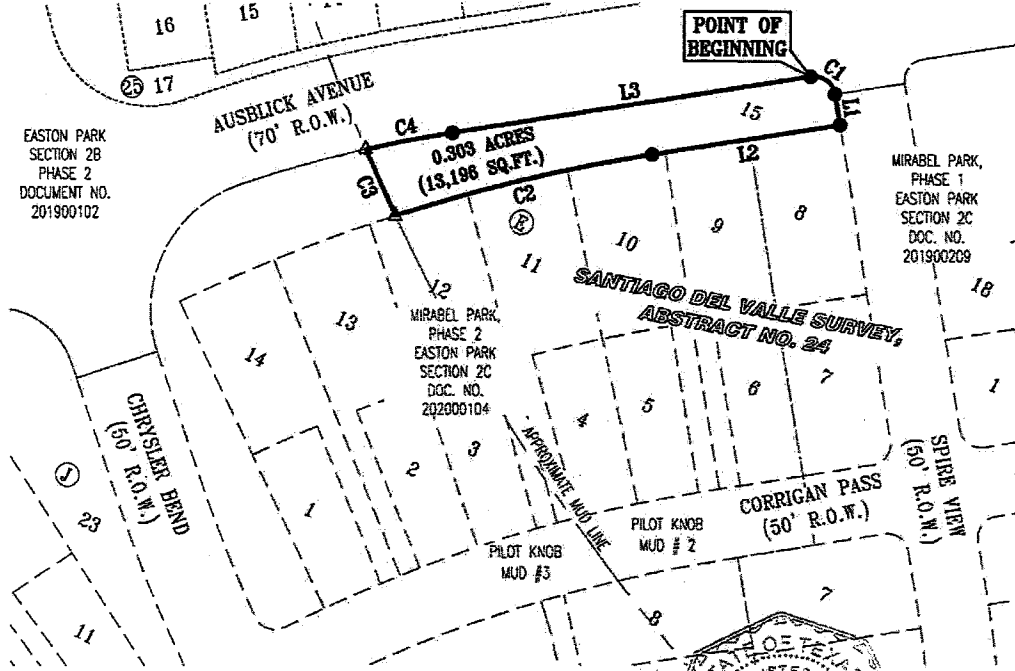 16
15
25
17
AUSBLICK AVENUE
(70' R.O.W.)
POINT OF
BEGINNING
C1
L1
L3
15
C4
0.303 ACRES
(13,196 SQ.FT.)
L2
C3
C2
E
EASTON PARK
SECTION 2B
PHASE 2
DOCUMENT NO.
201900102
MIRABEL PARK,
PHASE 1
EASTON PARK
SECTION 2C
DOC. NO.
201900209
8
9
10
11
12
13
14
18
SANTIAGO DEL VALLE SURVEY,
ABSTRACT NO. 24
MIRABEL PARK,
PHASE 2
EASTON PARK
SECTION 2C
DOC. NO.
202000104
1
2
3
4
5
6
7
1
CHRYSLER BEND
(50' R.O.W.)
J
23
11
APPROXIMATE MUD LINE
CORRIGAN PASS
(50' R.O.W.)
SPIRE VIEW
(50' R.O.W.)
PILOT KNOB
MUD #3
PILOT KNOB
MUD # 2
8
7
OF TEXA